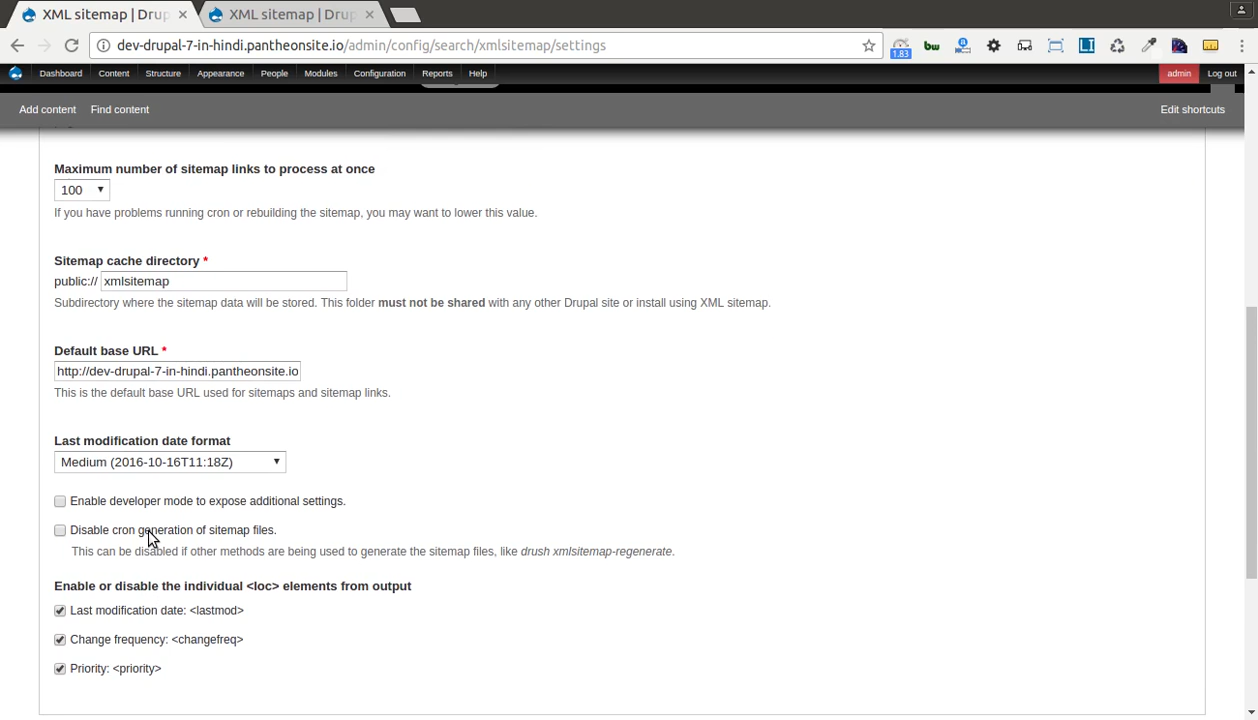 XML sitemap | Drup
XML sitemap | Drup
dev-drupal-7-in-hindi.pantheonsite.io/admin/config/search/xmlsitemap/settings
1.83
bw
LI
Dashboard Content Structure Appearance People Modules Configuration Reports Help admin Log out
Add content Find content Edit shortcuts
Maximum number of sitemap links to process at once
100
If you have problems running cron or rebuilding the sitemap, you may want to lower this value.
Sitemap cache directory *
public:// xmlsitemap
Subdirectory where the sitemap data will be stored. This folder must not be shared with any other Drupal site or install using XML sitemap.
Default base URL *
http://dev-drupal-7-in-hindi.pantheonsite.io
This is the default base URL used for sitemaps and sitemap links.
Last modification date format
Medium (2016-10-16T11:18Z)
Enable developer mode to expose additional settings.
Disable cron generation of sitemap files.
This can be disabled if other methods are being used to generate the sitemap files, like drush xmlsitemap-regenerate.
Enable or disable the individual <loc> elements from output
Last modification date: <lastmod>
Change frequency: <changefreq>
Priority: <priority>